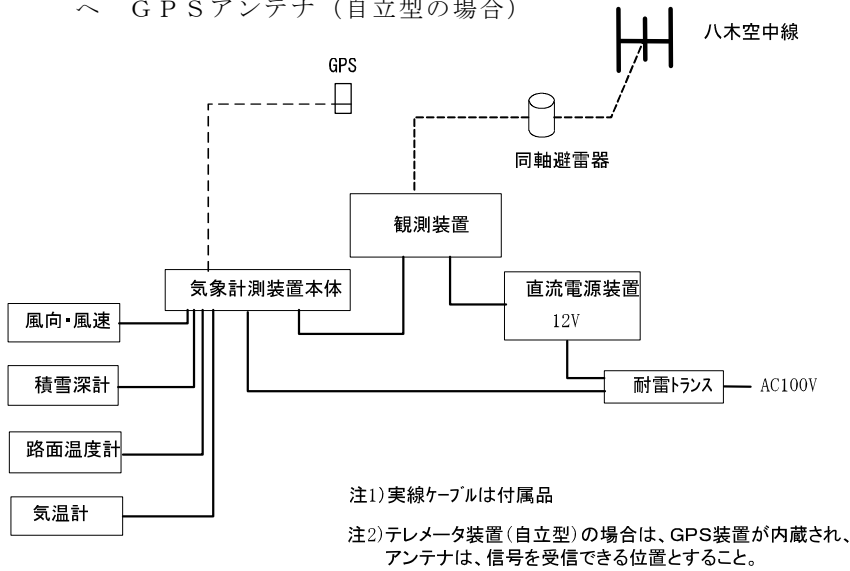 へ　ＧＰＳアンテナ（自立型の場合）
八木空中線
GPS
同軸避雷器
観測装置
気象計測装置本体
直流電源装置
12V
風向・風速
積雪深計
耐雷トランス
AC100V
路面温度計
気温計
注1)実線ケーブルは付属品
注2)テレメータ装置(自立型)の場合は、GPS装置が内蔵され、
アンテナは、信号を受信できる位置とすること。